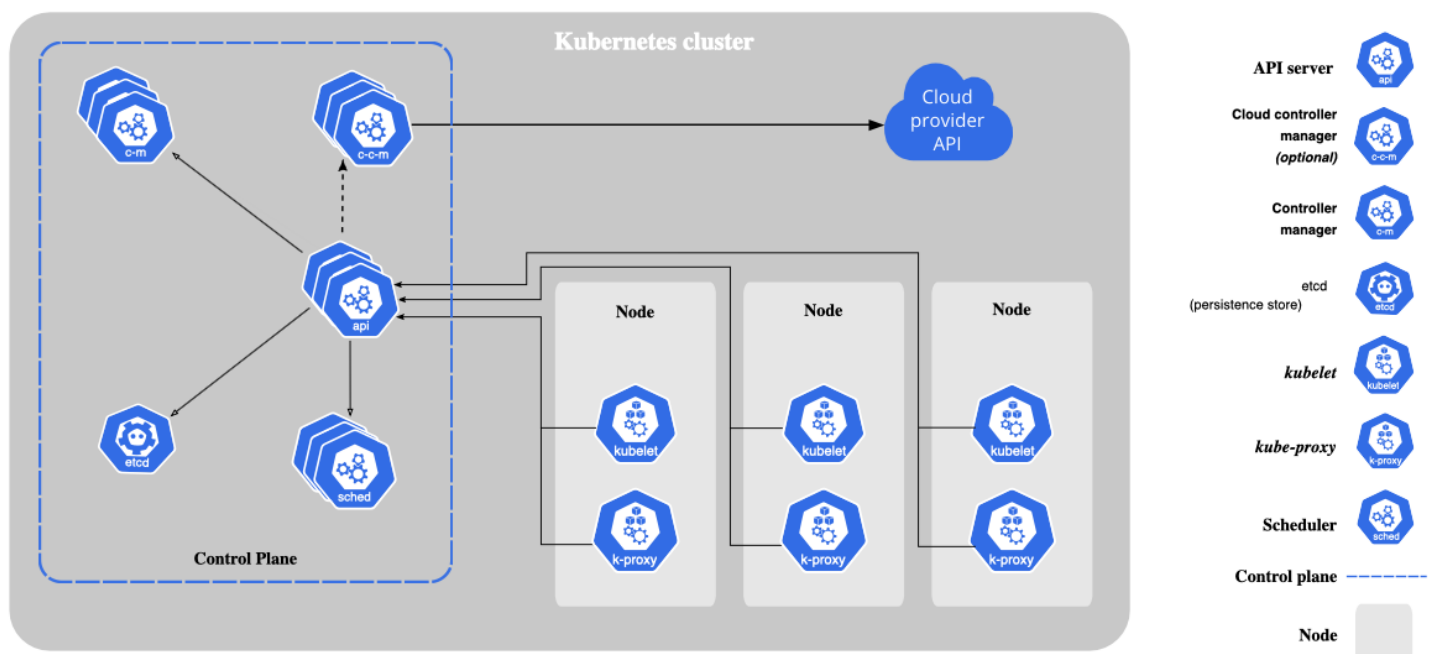 Kubernetes cluster
c-m
c-c-m
Cloud
provider
API
api
etcd
sched
Control Plane
Node
kubelet
k-proxy
Node
kubelet
k-proxy
Node
kubelet
k-proxy
API server
api
Cloud controller
manager
(optional)
c-c-m
Controller
manager
c-m
etcd
(persistence store)
etcd
kubelet
kubelet
kube-proxy
k-proxy
Scheduler
sched
Control plane
Node